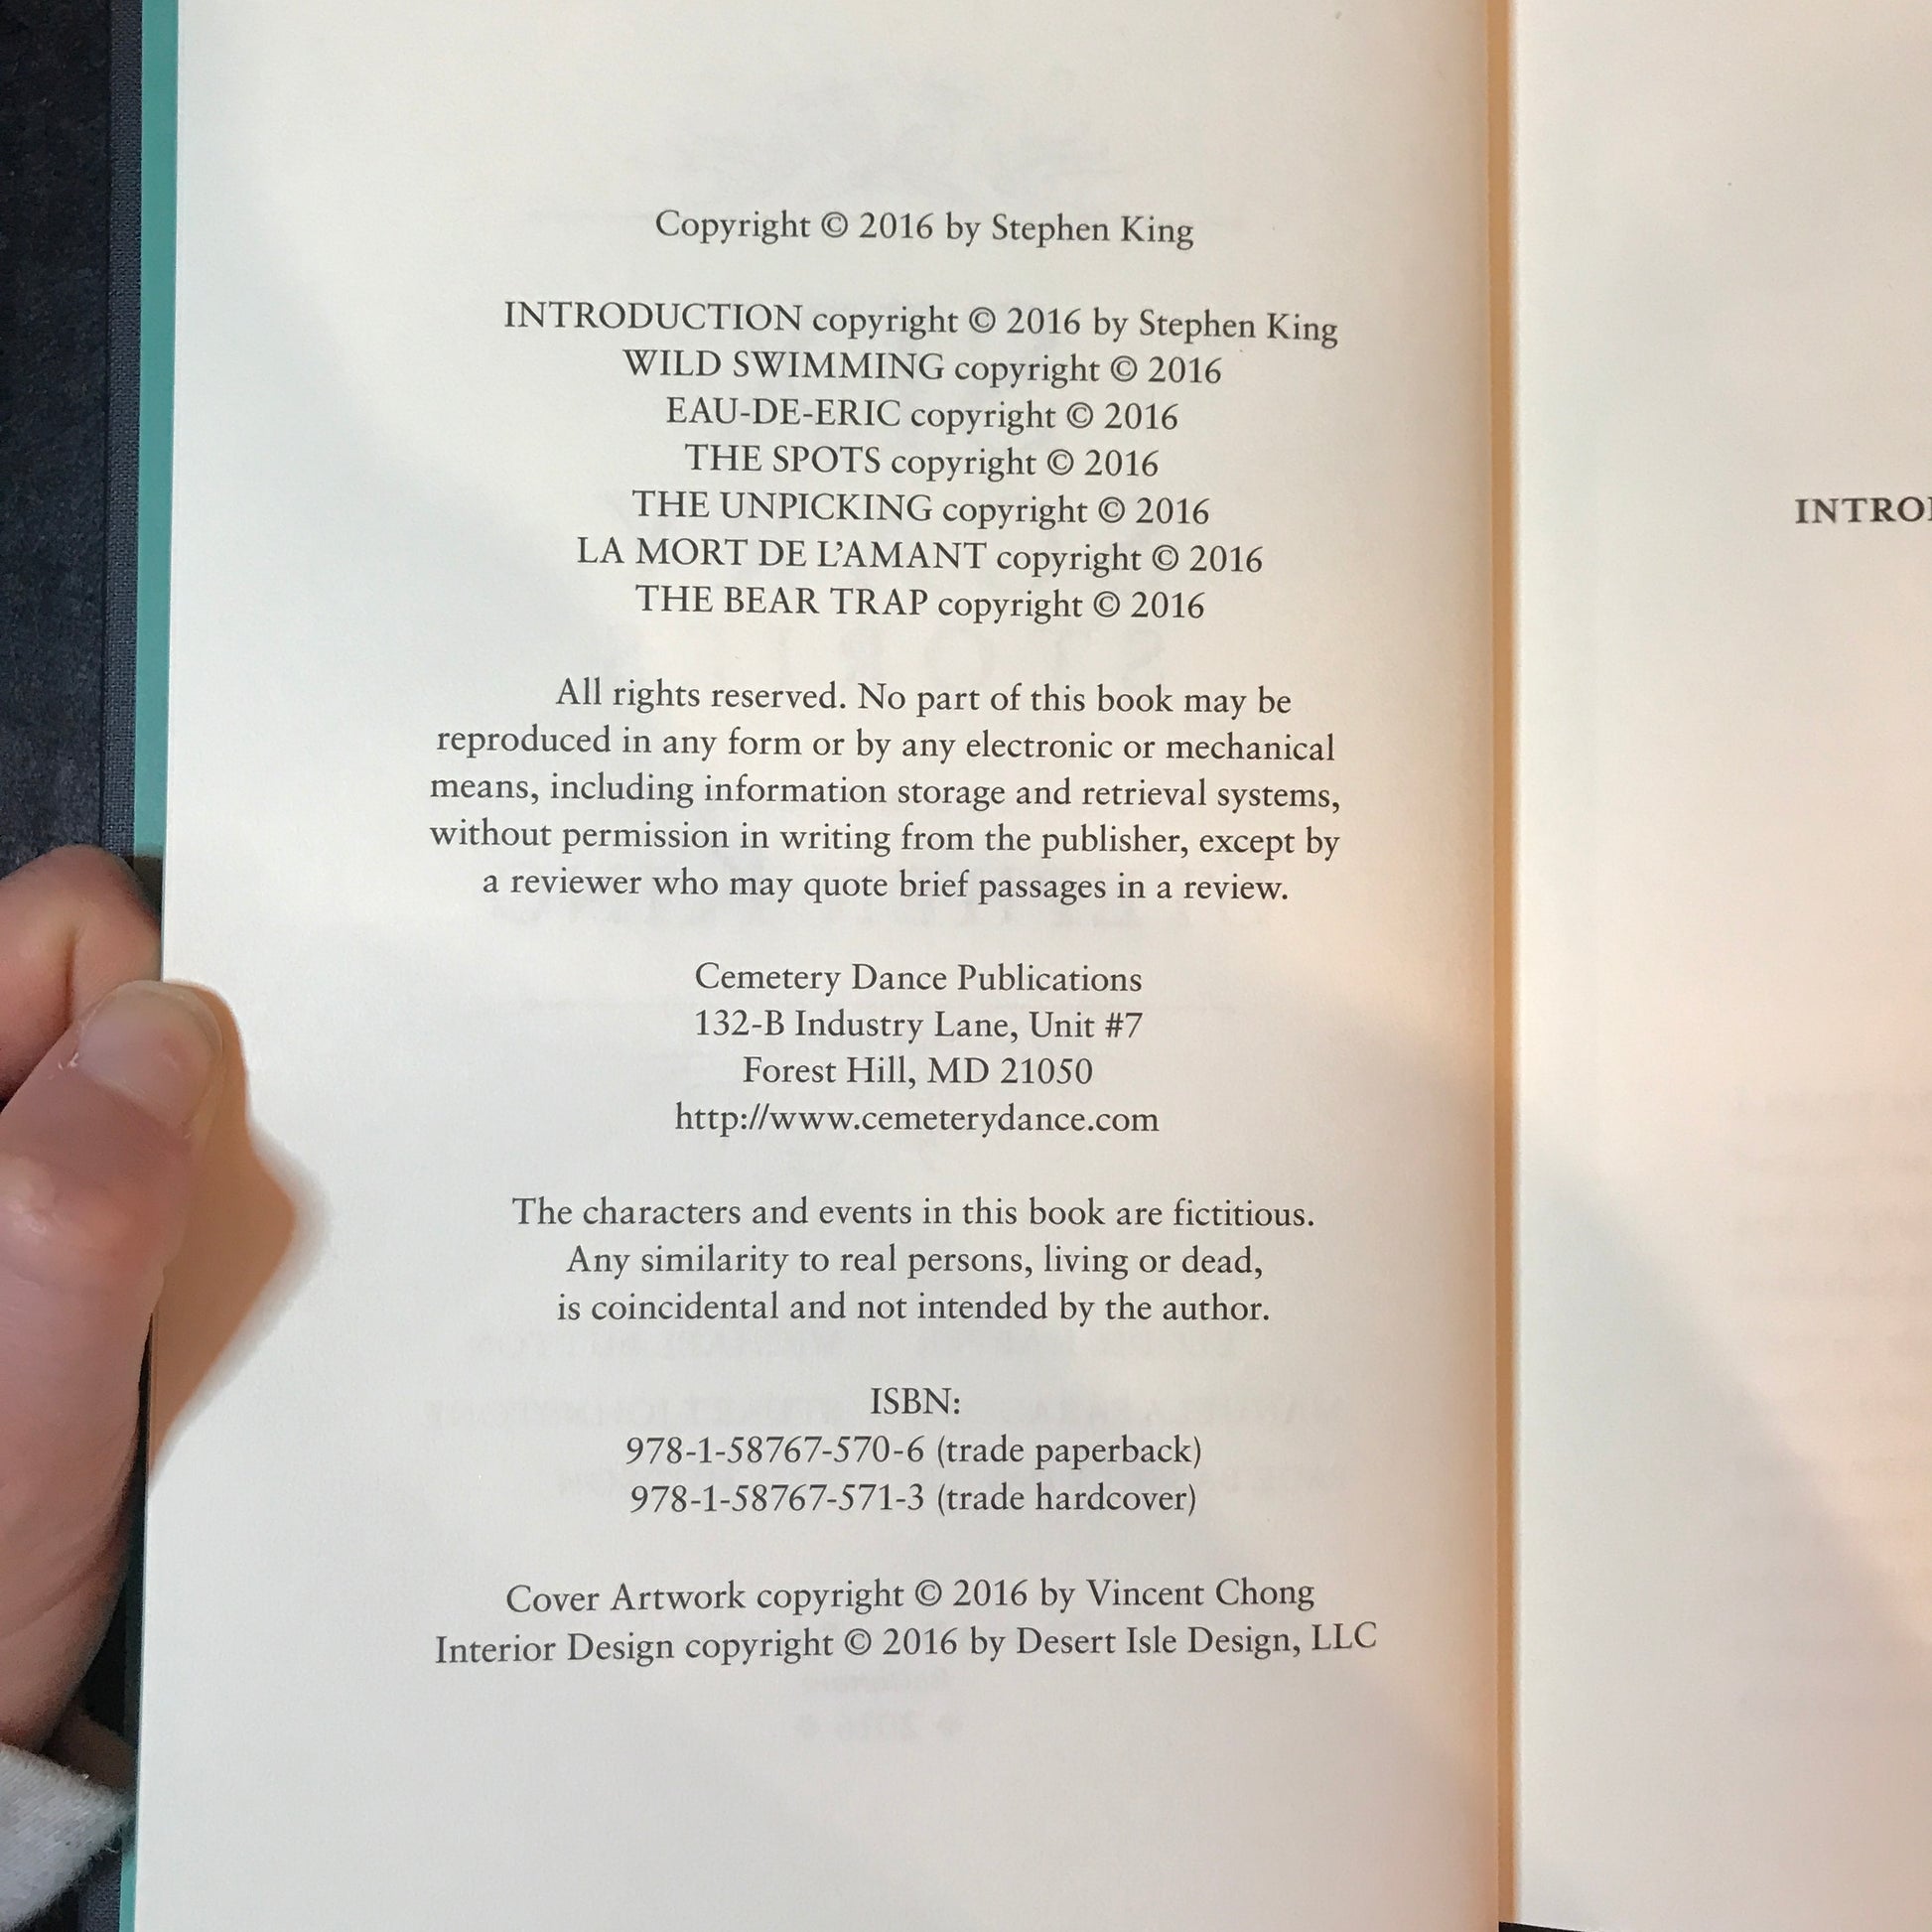 Copyright © 2016 by Stephen King
INTRODUCTION copyright © 2016 by Stephen King
WILD SWIMMING copyright © 2016
EAU-DE-ERIC copyright © 2016
THE SPOTS copyright © 2016
THE UNPICKING copyright © 2016
LA MORT DE L’AMANT copyright © 2016
THE BEAR TRAP copyright © 2016
All rights reserved. No part of this book may be
reproduced in any form or by any electronic or mechanical
means, including information storage and retrieval systems,
without permission in writing from the publisher, except by
a reviewer who may quote brief passages in a review.
Cemetery Dance Publications
132-B Industry Lane, Unit #7
Forest Hill, MD 21050
http://www.cemeterydance.com
The characters and events in this book are fictitious.
Any similarity to real persons, living or dead,
is coincidental and not intended by the author.
ISBN:
978-1-58767-570-6 (trade paperback)
978-1-58767-571-3 (trade hardcover)
Cover Artwork copyright © 2016 by Vincent Chong
Interior Design copyright © 2016 by Desert Isle Design, LLC
INTRO